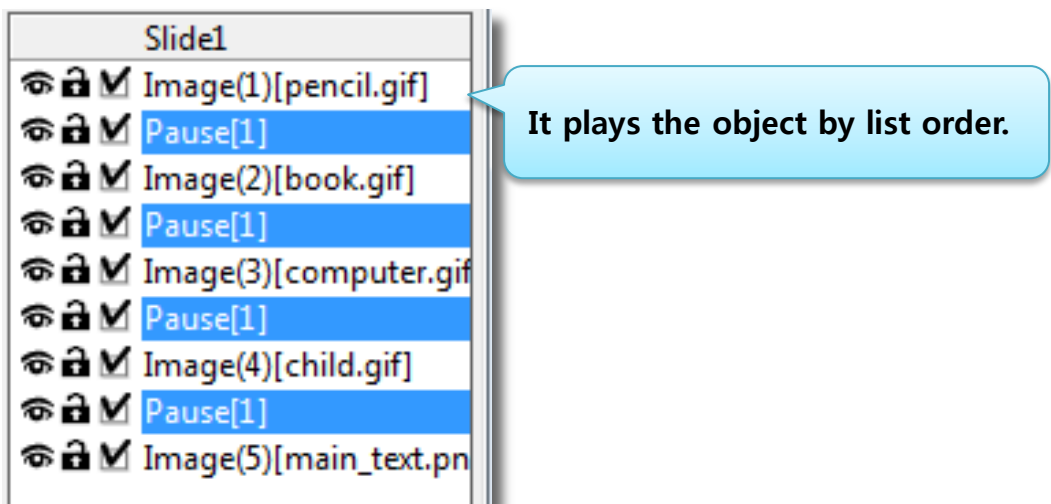 Slide1
Image(1)[pencil.gif]
It plays the object by list order.
Pause[1]
Image(2)[book.gif]
Pause[1]
Image(3)[computer.gif
Pause[1]
Image(4)[child.gif]
Pause[1]
Image(5)[main_text.pn